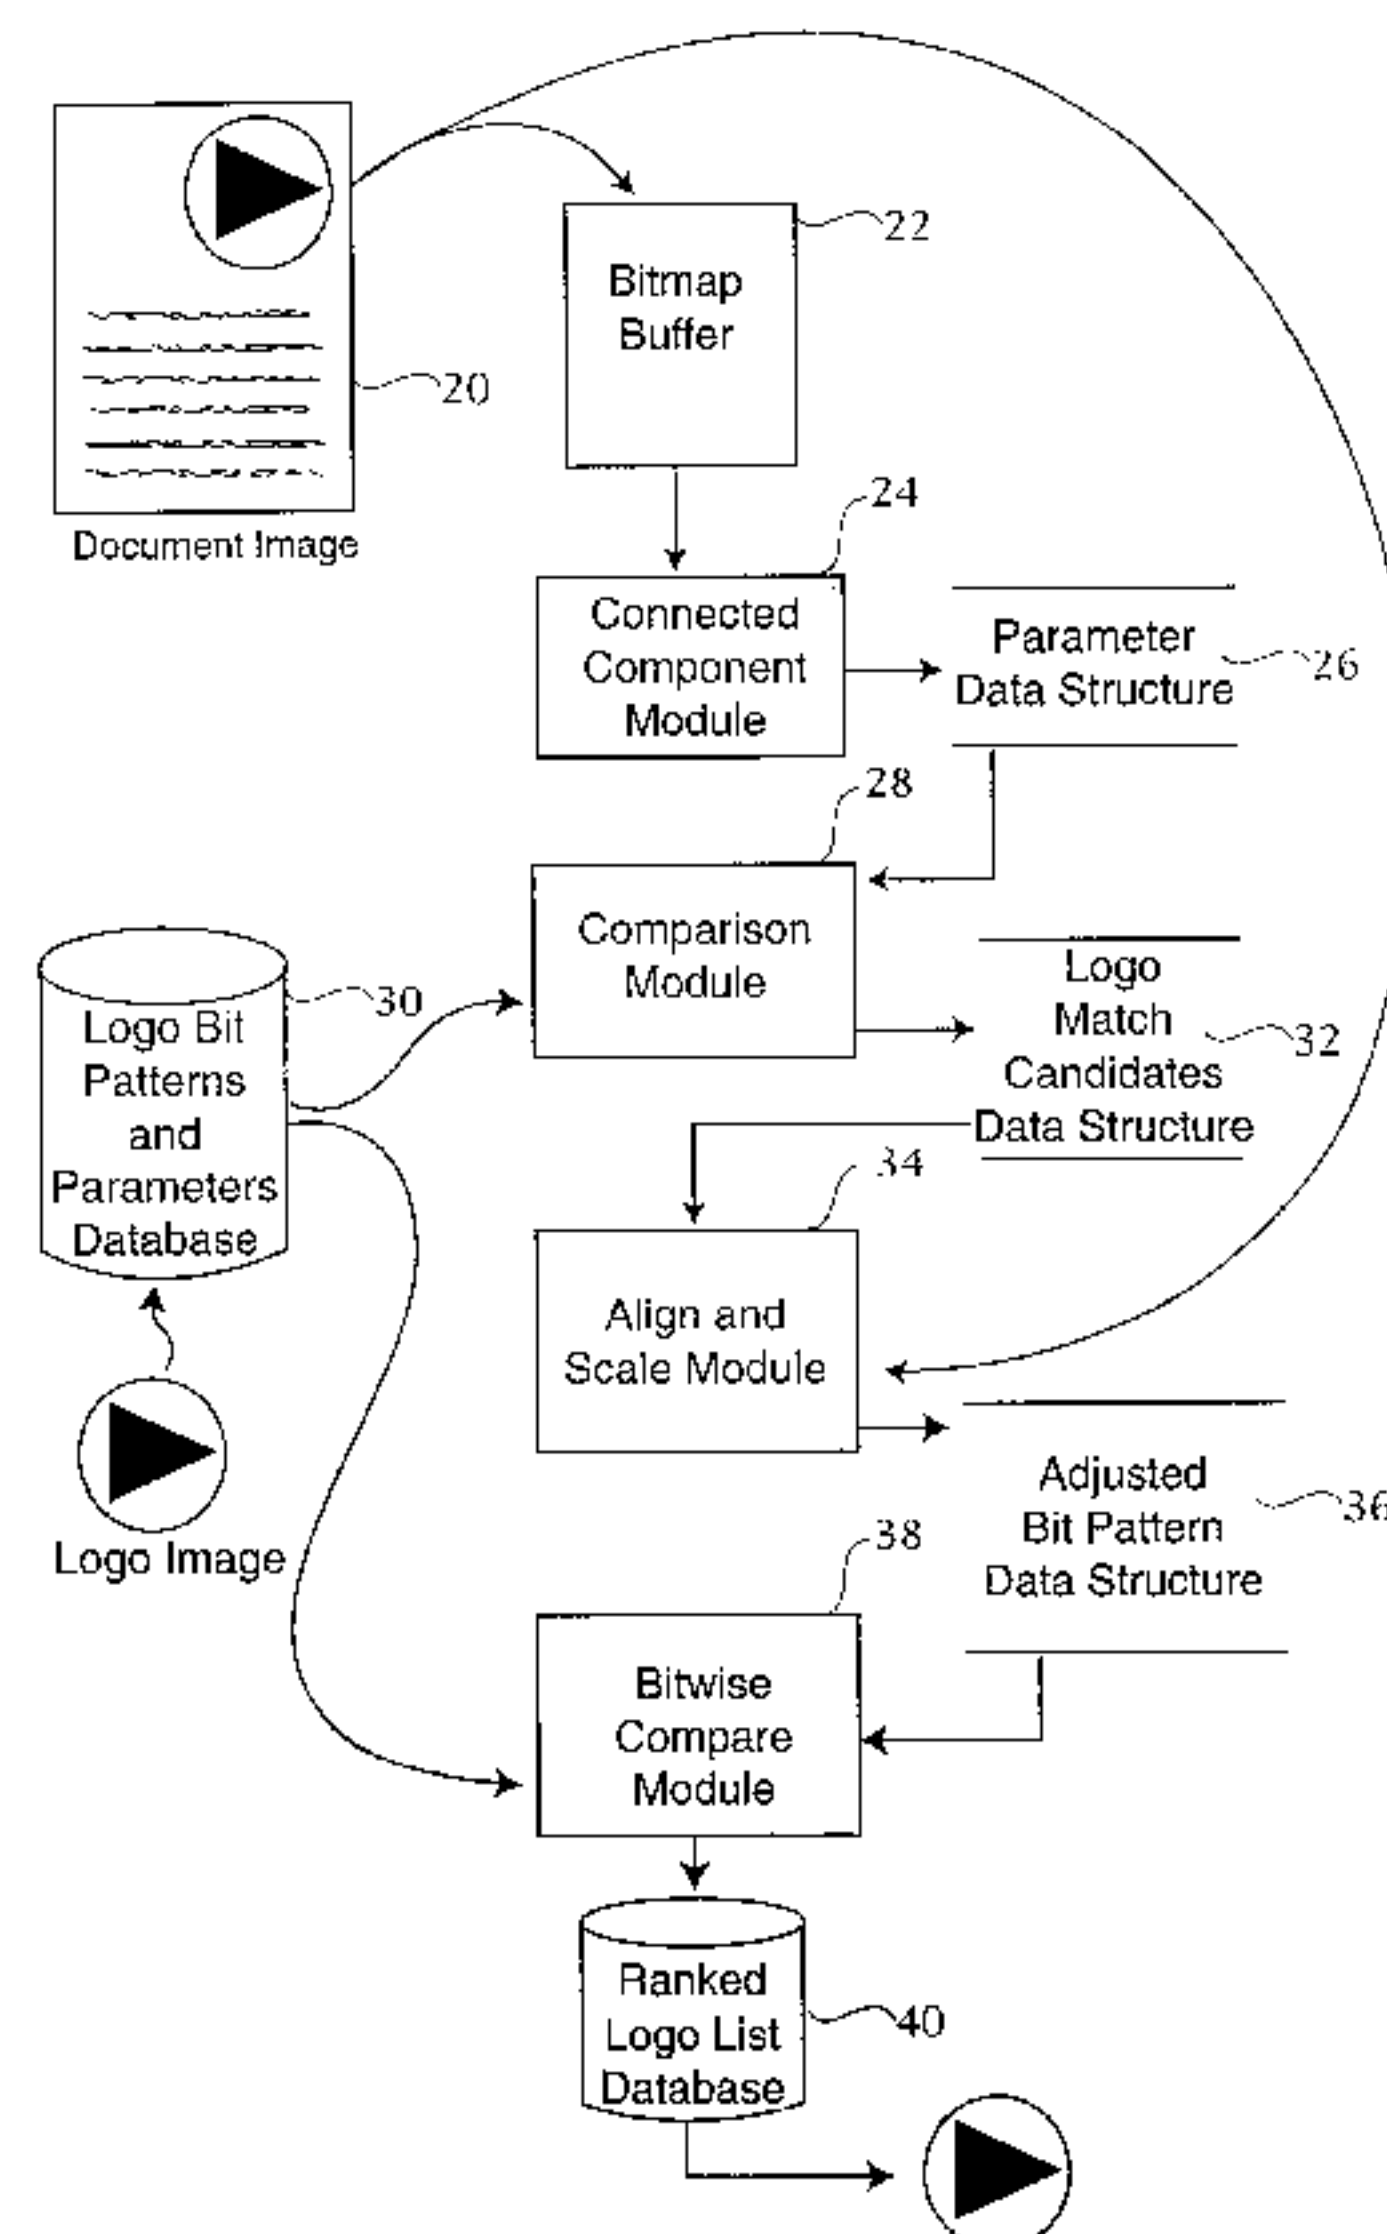 22
Bitmap
Buffer
20
Document Image
24
Connected
Component
Module
Parameter
Data Structure
26
28
Comparison
Module
30
Logo Bit
Patterns
and
Parameters
Database
Logo
Match
Candidates
Data Structure
32
34
Align and
Scale Module
Logo Image
Adjusted
Bit Pattern
Data Structure
36
38
Bitwise
Compare
Module
Ranked
Logo List
Database
40